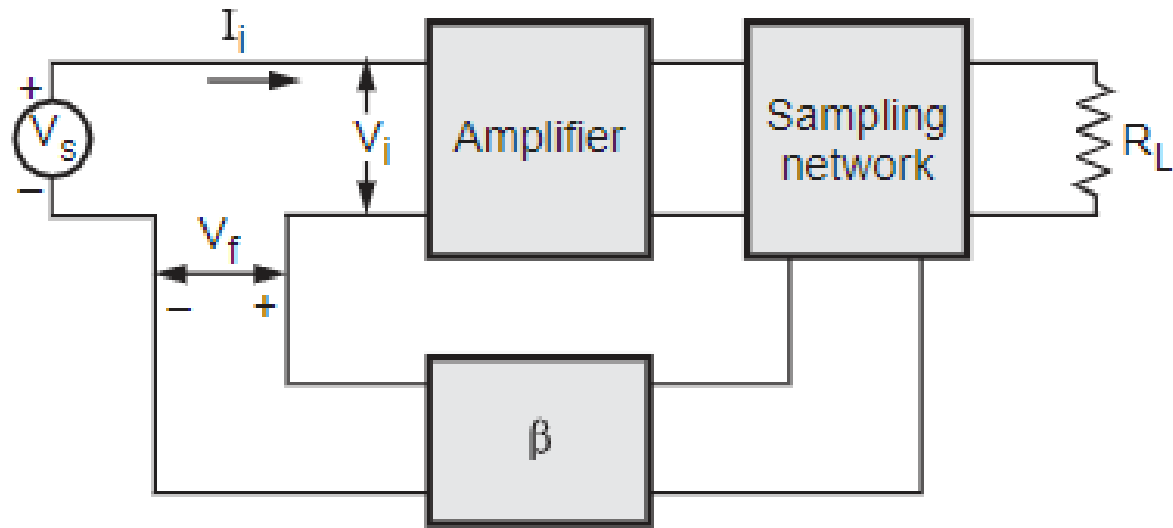 I_i
+
V_s
−
V_i
Amplifier
Sampling
network
R_L
V_f
− +
β